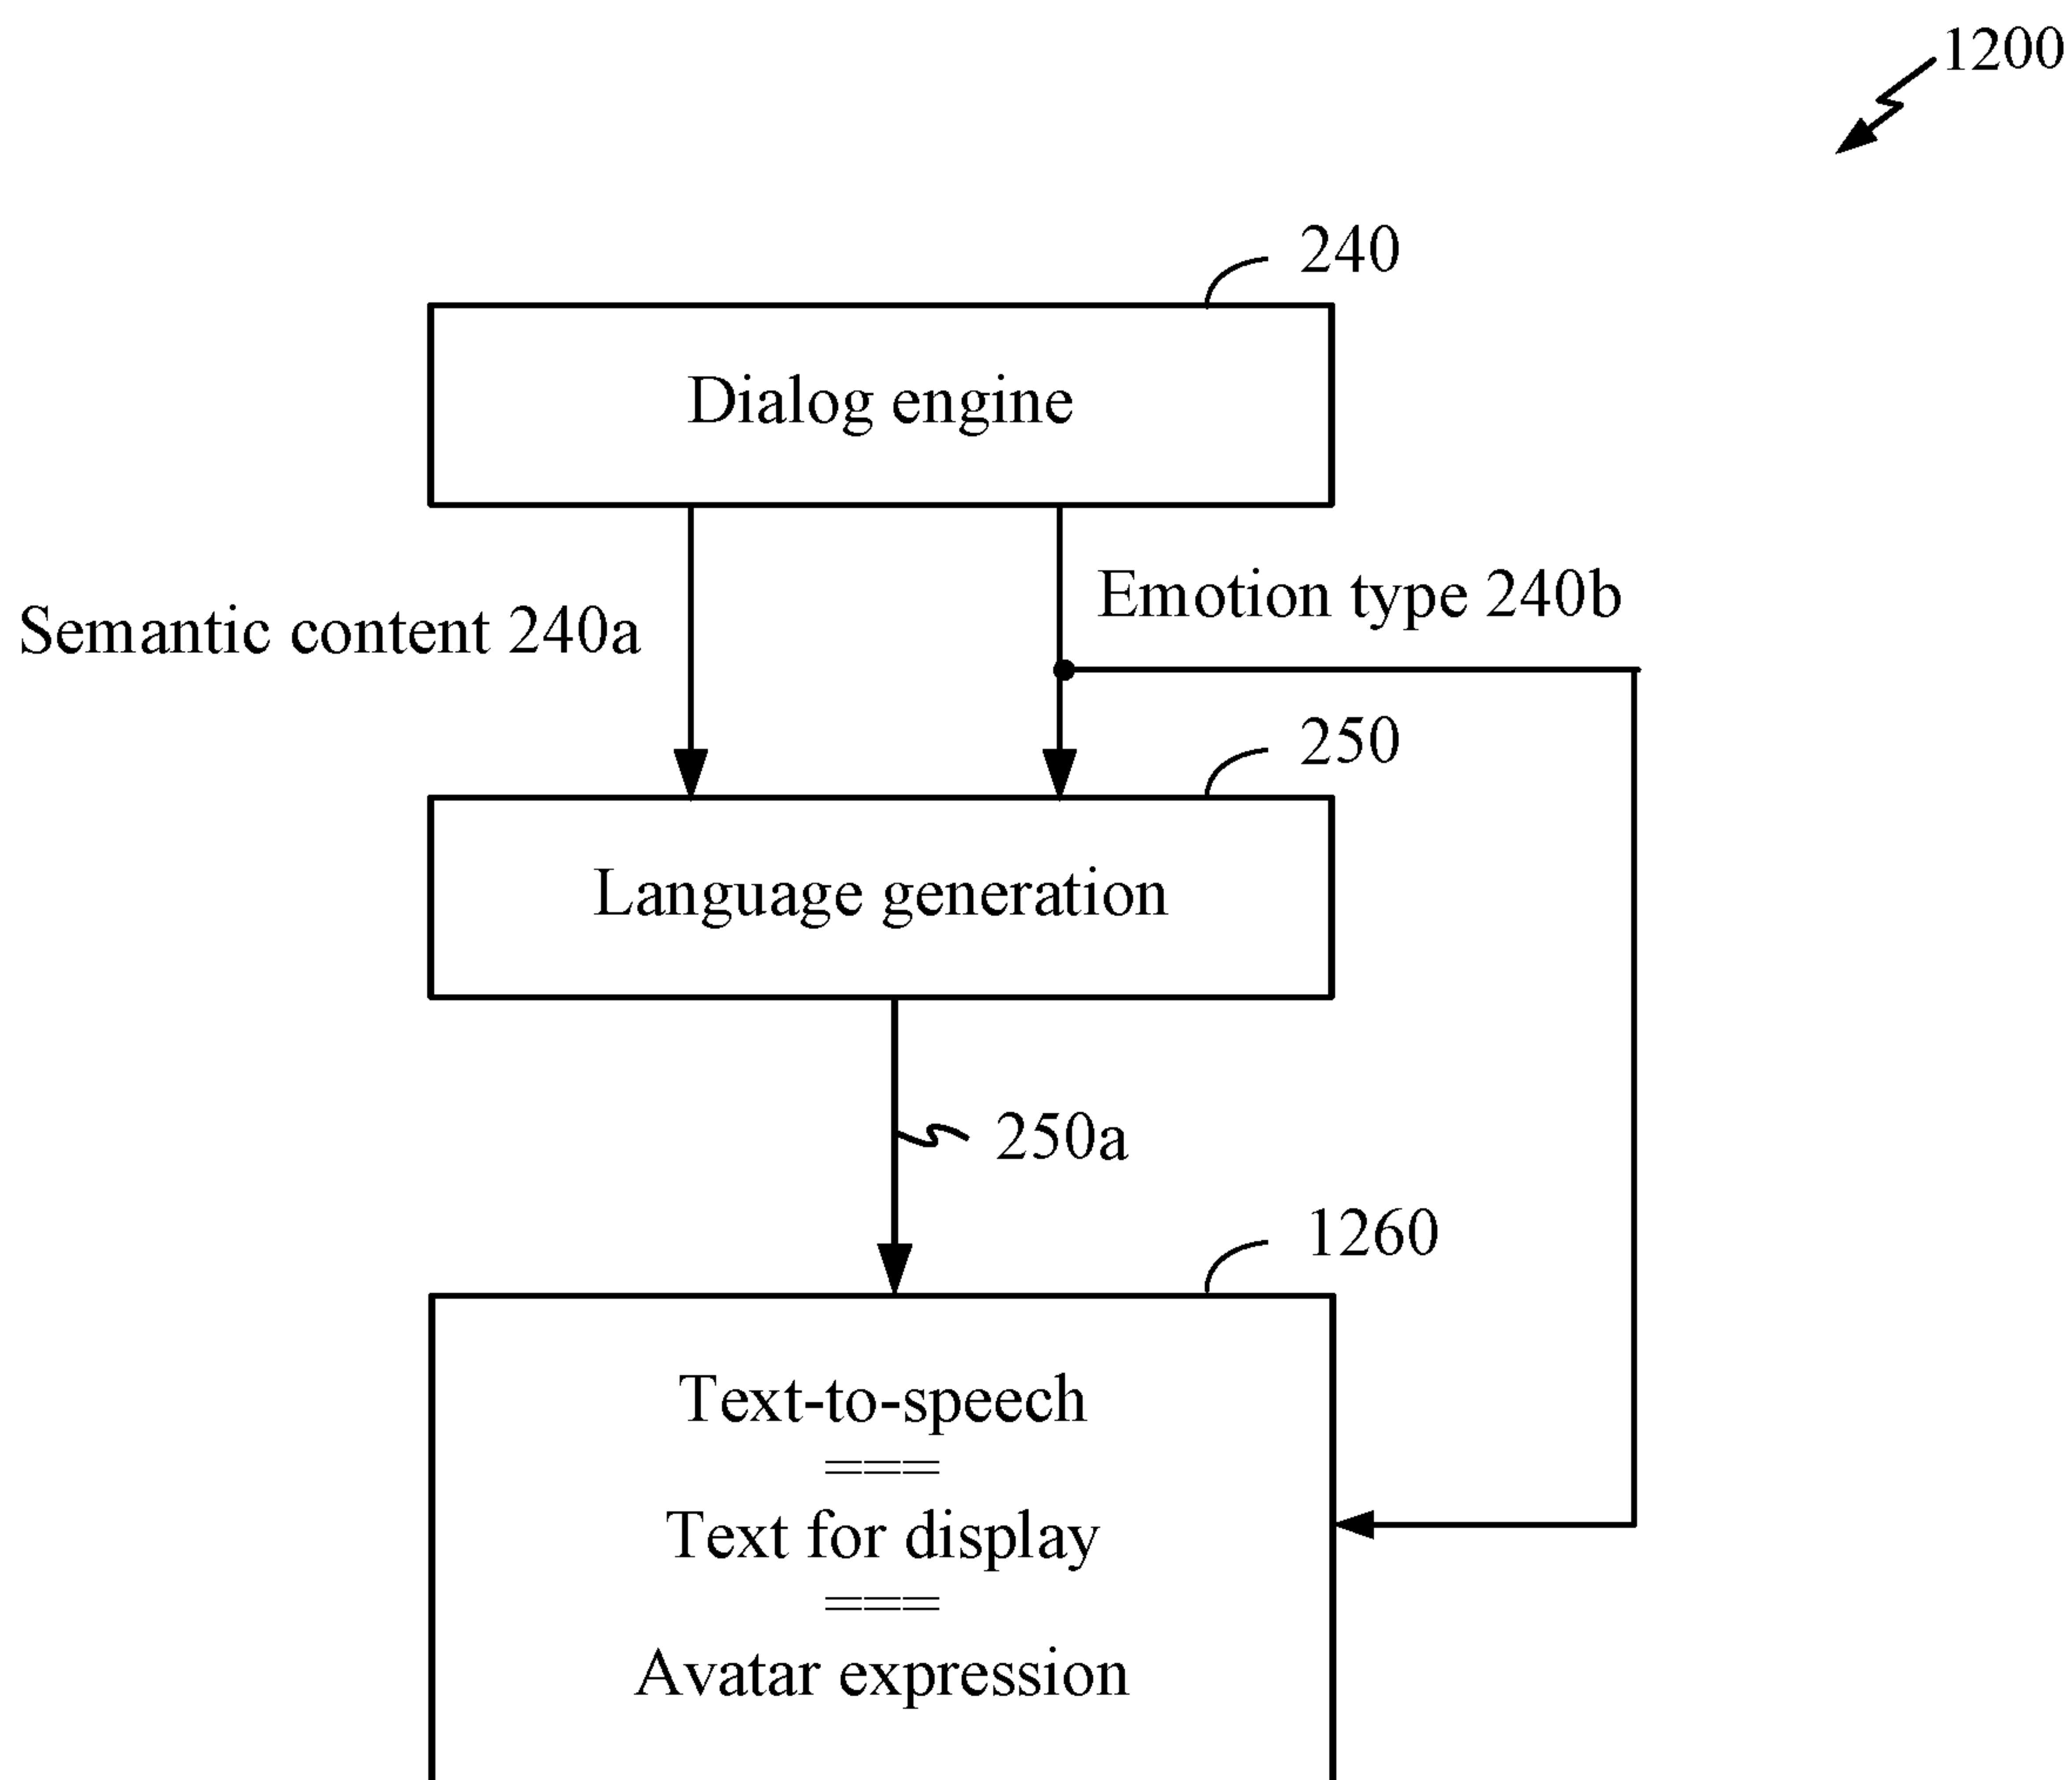 1200
240
Dialog engine
Emotion type 240b
Semantic content 240a
250
Language generation
250a
1260
Text-to-speech
===
Text for display
===
Avatar expression